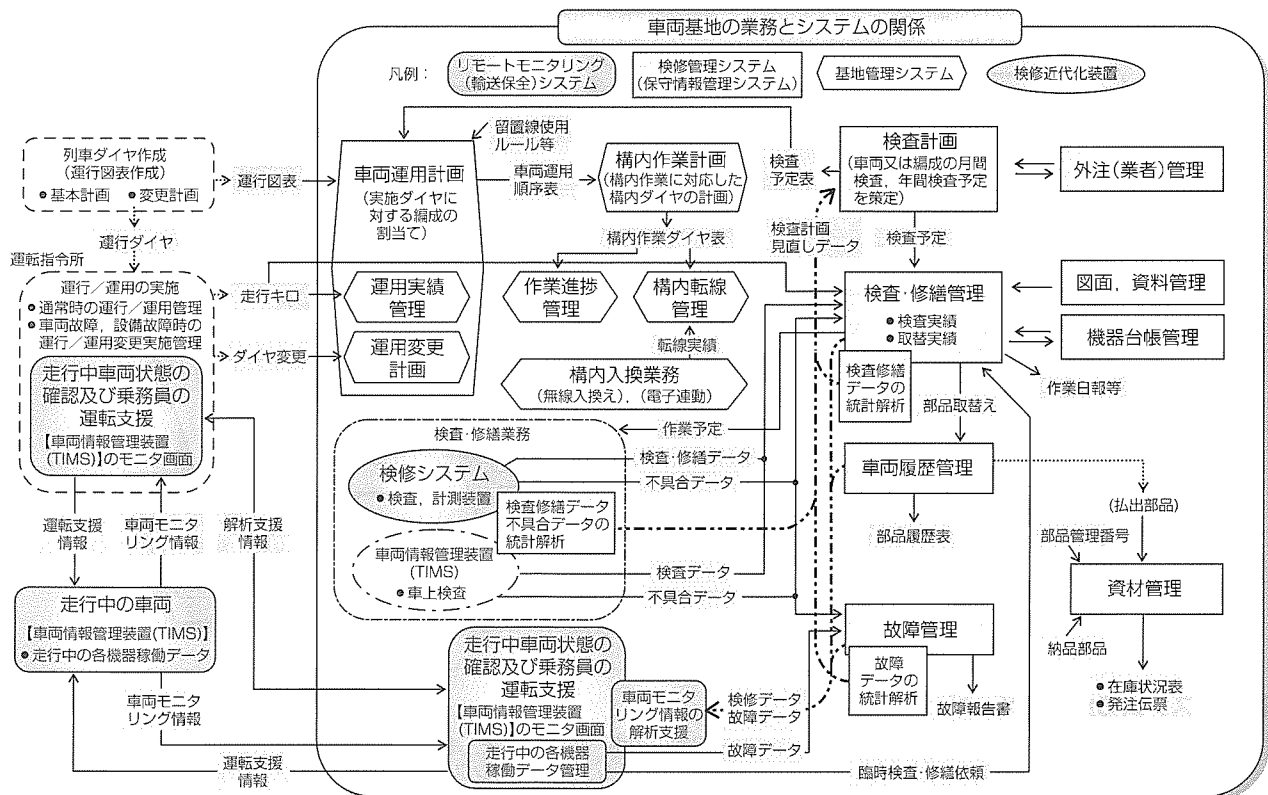 車両基地の業務とシステムの関係
凡例：
リモートモニタリング
(輸送保全)システム
検修管理システム
(保守情報管理システム)
基地管理システム
検修近代化装置
列車ダイヤ作成
(運行図表作成)
● 基本計画　● 変更計画
運行図表
運行ダイヤ
運転指令所
運行／運用の実施
● 通常時の運行／運用管理
● 車両故障，設備故障時の
運行／運用変更実施管理
走行中車両状態の
確認及び乗務員の
運転支援
【車両情報管理装置
(TIMS)】のモニタ画面
走行キロ
ダイヤ変更
運転支援
情報
車両モニタ
リング情報
解析支援
情報
走行中の車両
【車両情報管理装置(TIMS)】
● 走行中の各機器稼働データ
車両モニタ
リング情報
運転支援
情報
留置線使用
ルール等
車両運用計画
(実施ダイヤに
対する編成の
割当て)
車両運用
順序表
運用実績
管理
運用変更
計画
構内作業計画
(構内作業に対応した
構内ダイヤの計画)
構内作業ダイヤ表
作業進捗
管理
構内転線
管理
転線実績
構内入換業務
(無線入換え)，(電子連動)
検査
予定表
検査計画
(車両又は編成の月間
検査，年間検査予定
を策定)
外注(業者)管理
検査計画
見直しデータ
検査予定
検査･修繕管理
● 検査実績
● 取替実績
図面，資料管理
機器台帳管理
検査修繕
データの
統計解析
作業日報等
部品取替え
検査･修繕業務
作業予定
検修システム
● 検査，計測装置
検査･修繕データ
不具合データ
検査修繕データ
不具合データの
統計解析
車両情報管理装置
(TIMS)
● 車上検査
検査データ
不具合データ
車両履歴管理
部品履歴表
(払出部品)
部品管理番号
資材管理
納品部品
● 在庫状況表
● 発注伝票
故障管理
故障
データの
統計解析
故障報告書
走行中車両状態の
確認及び乗務員の
運転支援
【車両情報管理装置
(TIMS)】のモニタ画面
走行中の各機器
稼働データ管理
車両モニタ
リング情報の
解析支援
検修データ
故障データ
故障データ
臨時検査･修繕依頼